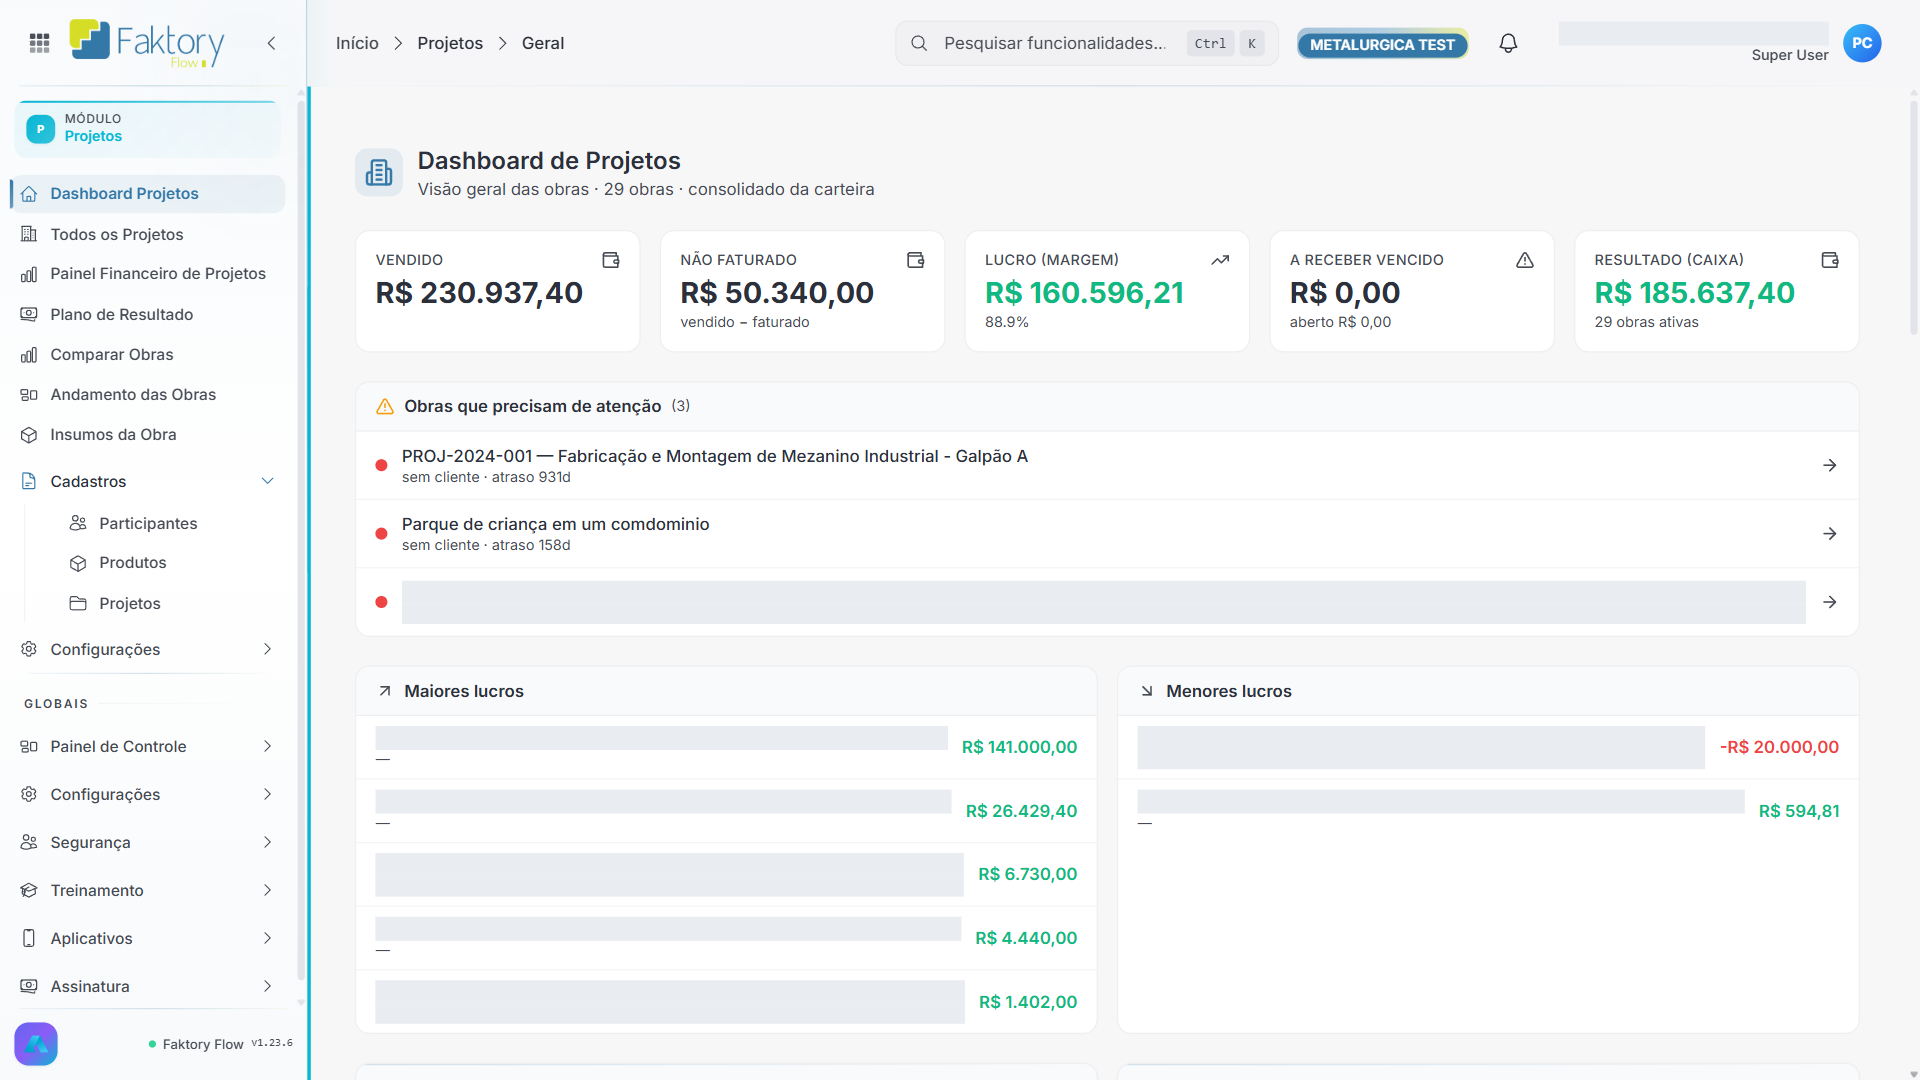 Faktory
Flow
Início
Projetos
Geral
Pesquisar funcionalidades...
Ctrl
K
METALURGICA TEST
Super User
PC
P
MÓDULO
Projetos
Dashboard Projetos
Todos os Projetos
Painel Financeiro de Projetos
Plano de Resultado
Comparar Obras
Andamento das Obras
Insumos da Obra
Cadastros
Participantes
Produtos
Projetos
Configurações
GLOBAIS
Painel de Controle
Configurações
Segurança
Treinamento
Aplicativos
Assinatura
Faktory Flow v1.23.6
Dashboard de Projetos
Visão geral das obras · 29 obras · consolidado da carteira
VENDIDO
R$ 230.937,40
NÃO FATURADO
R$ 50.340,00
vendido − faturado
LUCRO (MARGEM)
R$ 160.596,21
88.9%
A RECEBER VENCIDO
R$ 0,00
aberto R$ 0,00
RESULTADO (CAIXA)
R$ 185.637,40
29 obras ativas
Obras que precisam de atenção (3)
PROJ-2024-001 — Fabricação e Montagem de Mezanino Industrial - Galpão A
sem cliente · atraso 931d
Parque de criança em um comdominio
sem cliente · atraso 158d
Maiores lucros
R$ 141.000,00
—
R$ 26.429,40
—
R$ 6.730,00
R$ 4.440,00
—
R$ 1.402,00
Menores lucros
-R$ 20.000,00
R$ 594,81
—